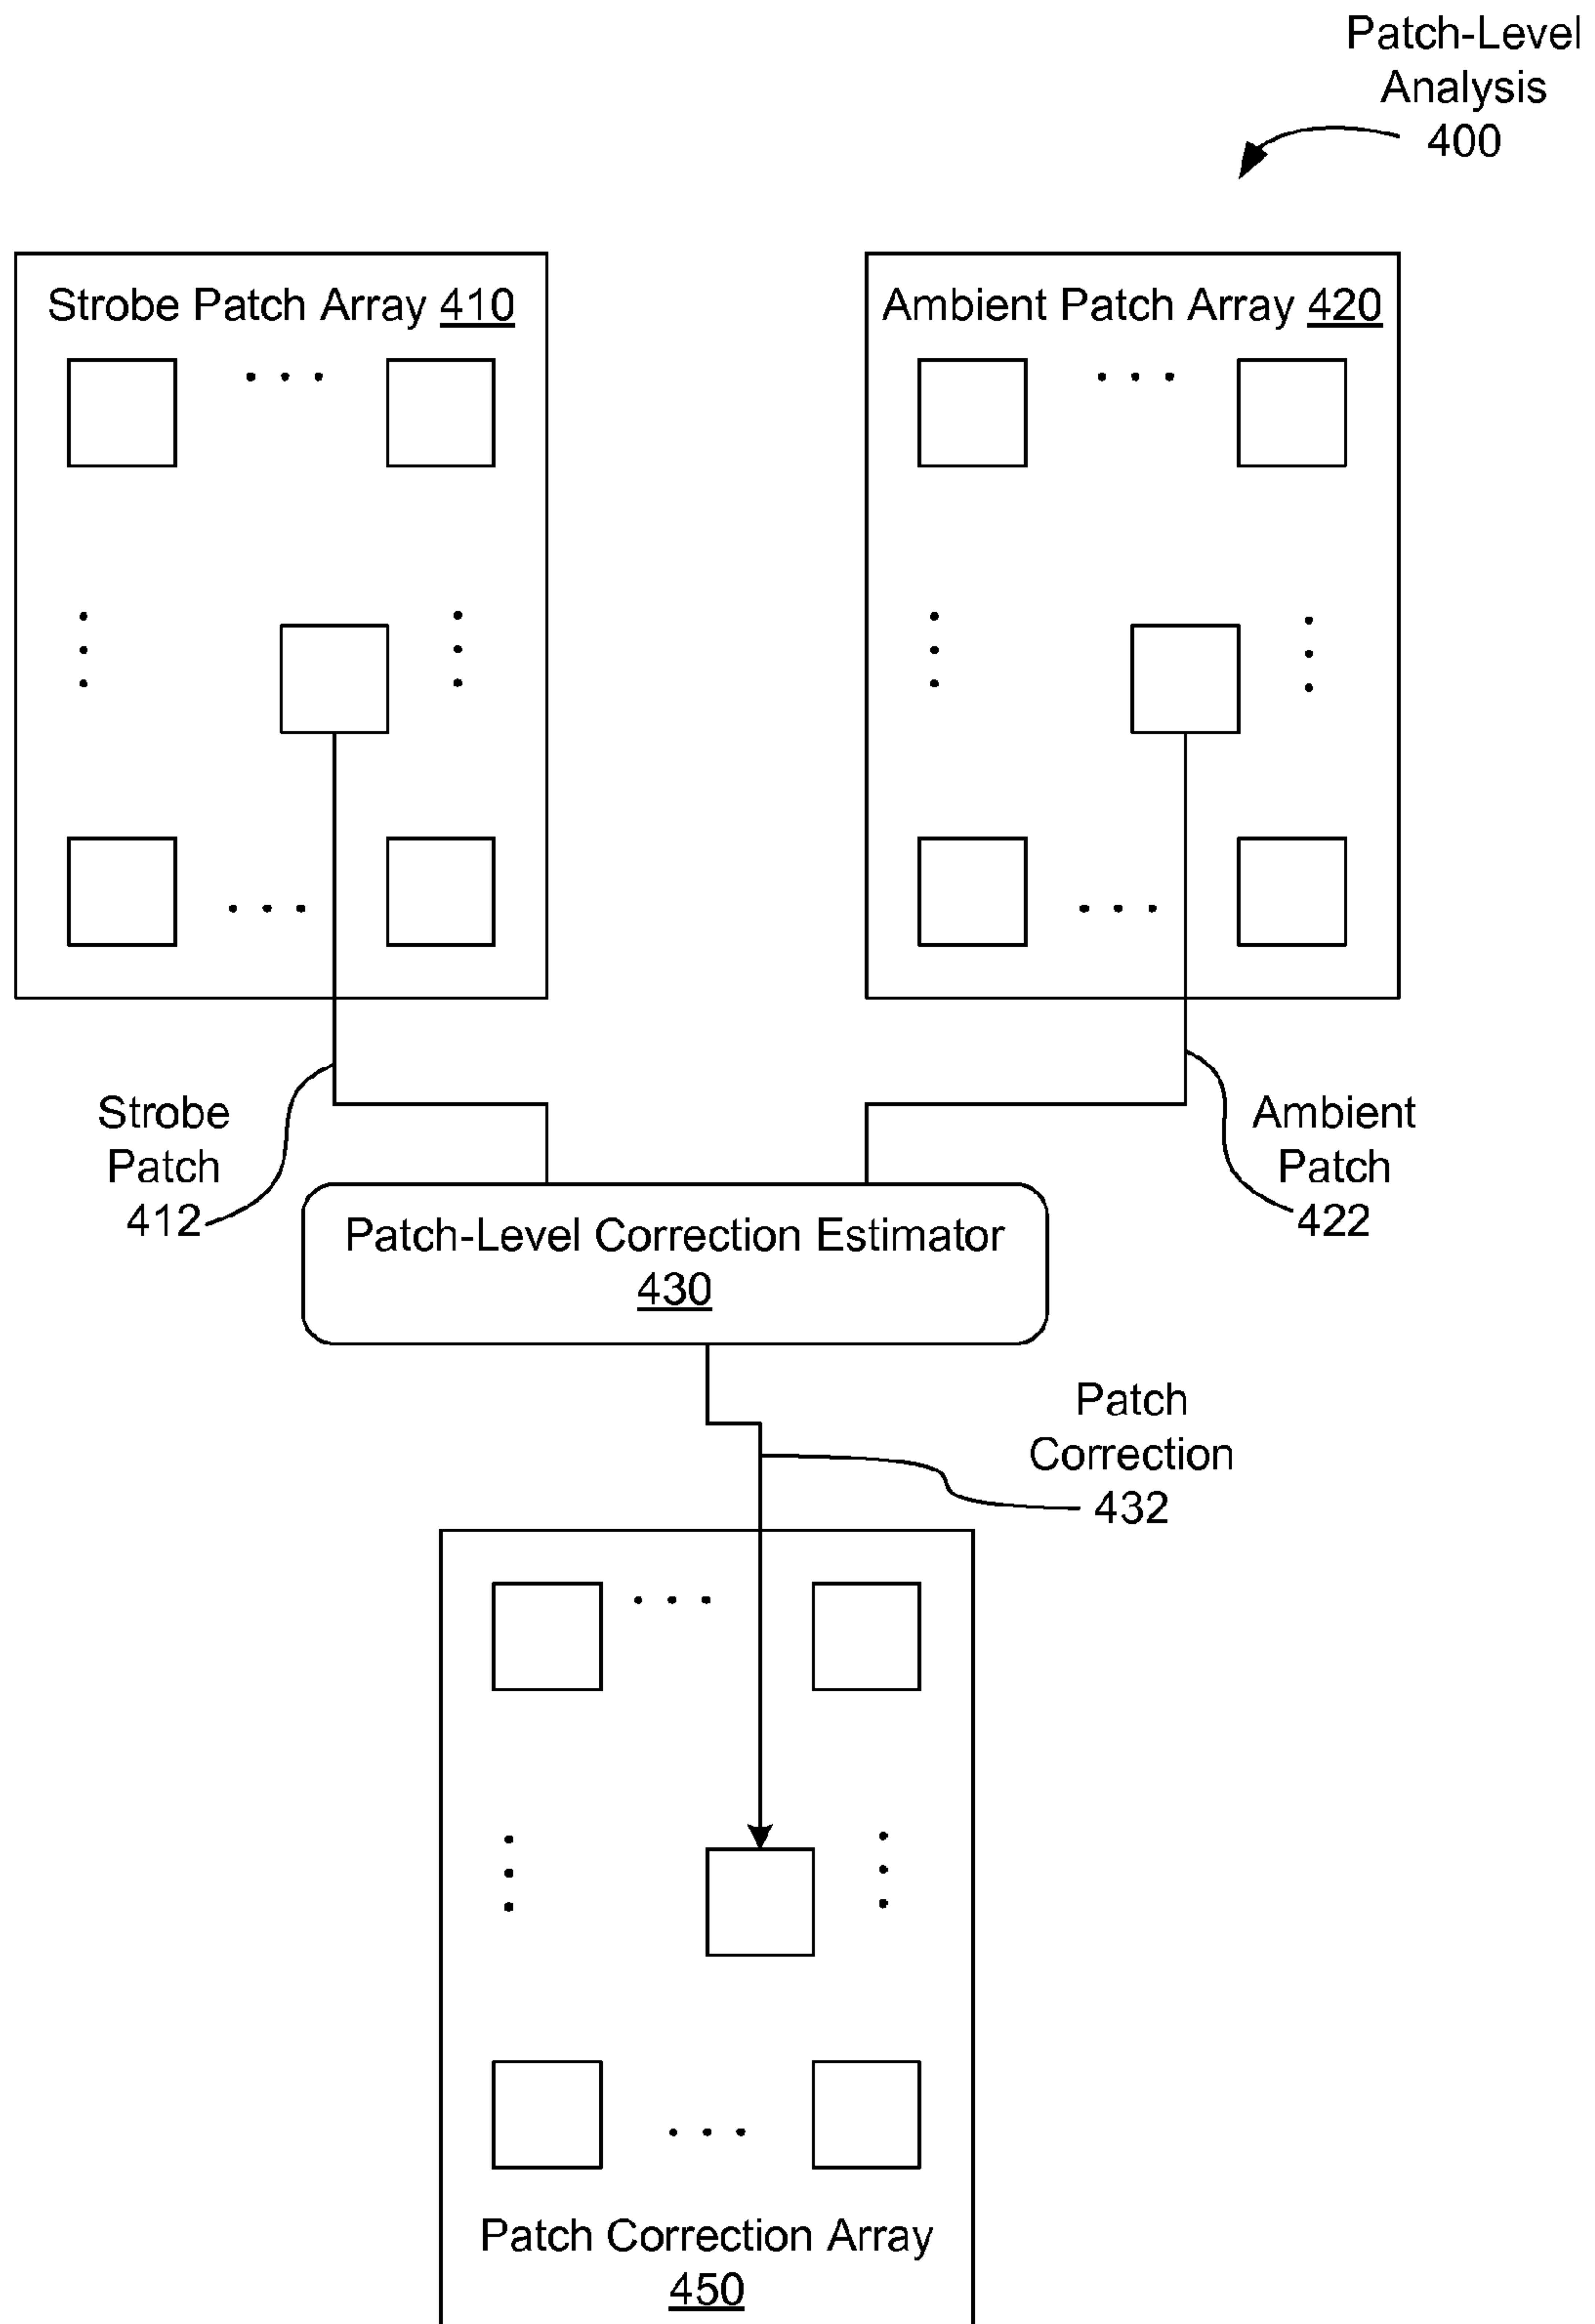 Patch-Level
Analysis
400
Strobe Patch Array 410
Ambient Patch Array 420
Strobe
Patch
412
Ambient
Patch
422
Patch-Level Correction Estimator
430
Patch
Correction
432
Patch Correction Array
450